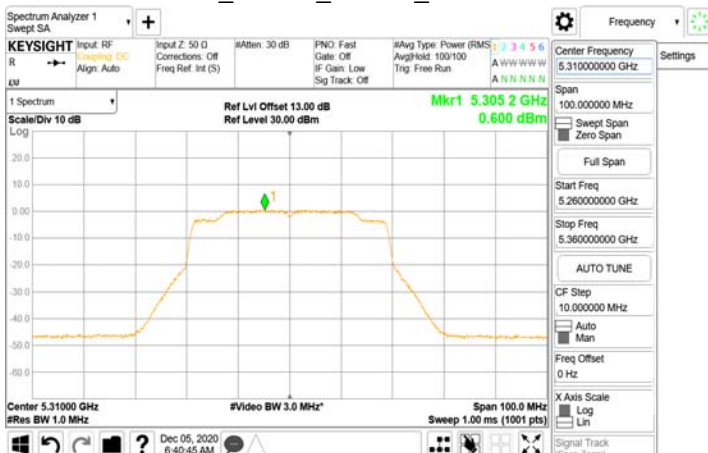 Spectrum Analyzer 1
Swept SA
+
Frequency
KEYSIGHT
R
Input: RF
Coupling: DC
Align: Auto
Input Z: 50 Ω
Corrections: Off
Freq Ref: Int (S)
#Atten: 30 dB
PNO: Fast
Gate: Off
IF Gain: Low
Sig Track: Off
#Avg Type: Power (RMS
Avg|Hold: 100/100
Trig: Free Run
1 2 3 4 5 6
A W W W W W
A N N N N N
1 Spectrum
Scale/Div 10 dB
Log
Ref Lvl Offset 13.00 dB
Ref Level 30.00 dBm
Mkr1 5.305 2 GHz
0.600 dBm
20.0
10.0
0.00
-10.0
-20.0
-30.0
-40.0
-50.0
-60.0
1
Center 5.31000 GHz
#Res BW 1.0 MHz
#Video BW 3.0 MHz*
Span 100.0 MHz
Sweep 1.00 ms (1001 pts)
Dec 05, 2020
6:40:45 AM
?
Center Frequency
5.310000000 GHz
Span
100.000000 MHz
Swept Span
Zero Span
Full Span
Start Freq
5.260000000 GHz
Stop Freq
5.360000000 GHz
AUTO TUNE
CF Step
10.000000 MHz
Auto
Man
Freq Offset
0 Hz
X Axis Scale
Log
Lin
Signal Track
Settings